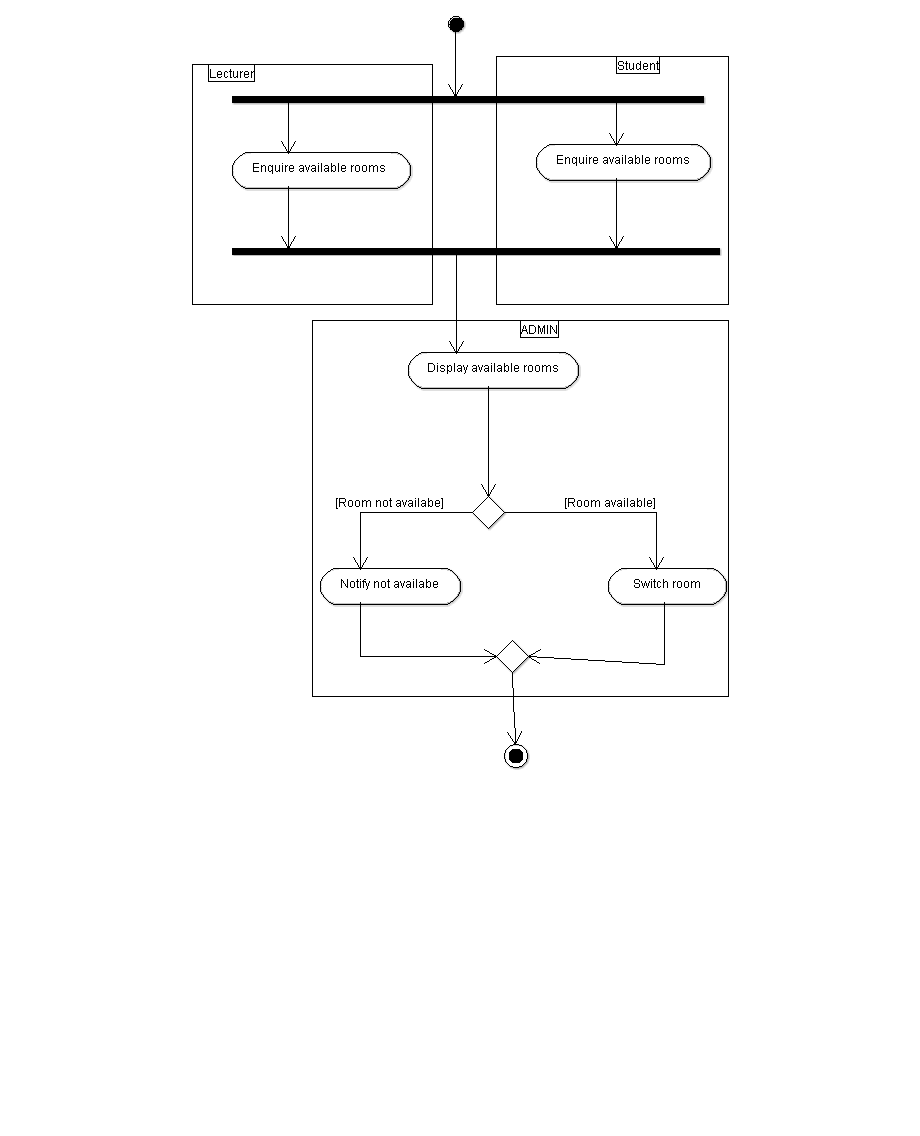 Lecturer
Student
Enquire available rooms
Enquire available rooms
ADMIN
Display available rooms
[Room not availabe]
[Room available]
Notify not availabe
Switch room